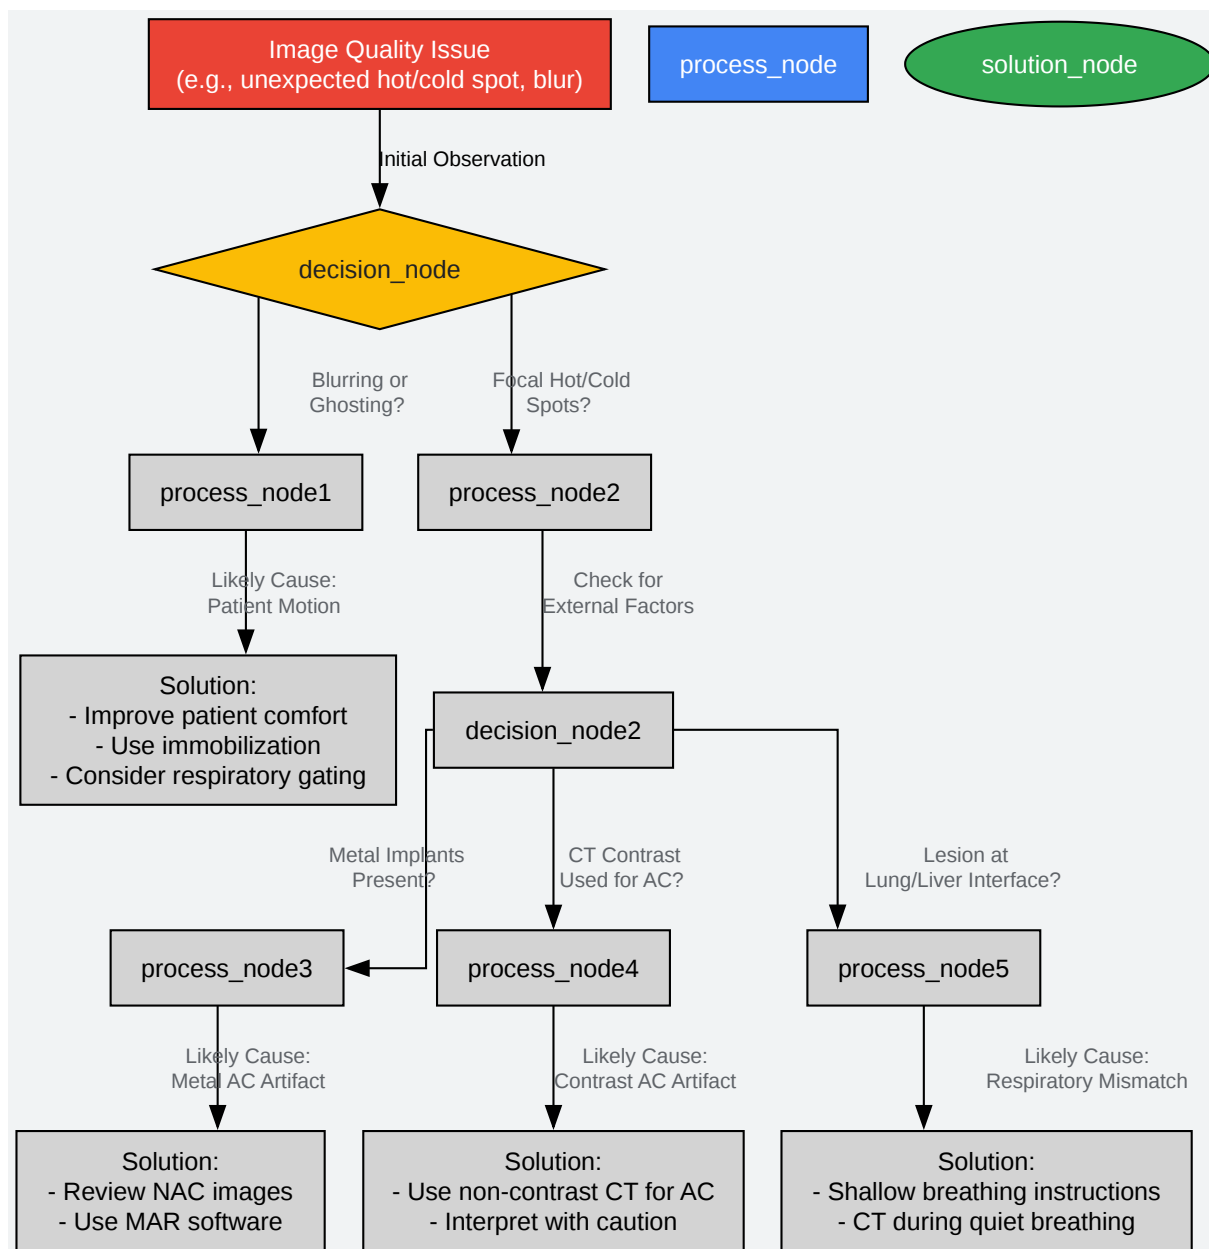 Image Quality Issue
(e.g., unexpected hot/cold spot, blur)
process_node
solution_node
Initial Observation
decision_node
Blurring or
Ghosting?
Focal Hot/Cold
Spots?
process_node1
process_node2
Likely Cause:
Patient Motion
Check for
External Factors
Solution:
- Improve patient comfort
- Use immobilization
- Consider respiratory gating
decision_node2
Metal Implants
Present?
CT Contrast
Used for AC?
Lesion at
Lung/Liver Interface?
process_node3
process_node4
process_node5
Likely Cause:
Metal AC Artifact
Likely Cause:
Contrast AC Artifact
Likely Cause:
Respiratory Mismatch
Solution:
- Review NAC images
- Use MAR software
Solution:
- Use non-contrast CT for AC
- Interpret with caution
Solution:
- Shallow breathing instructions
- CT during quiet breathing